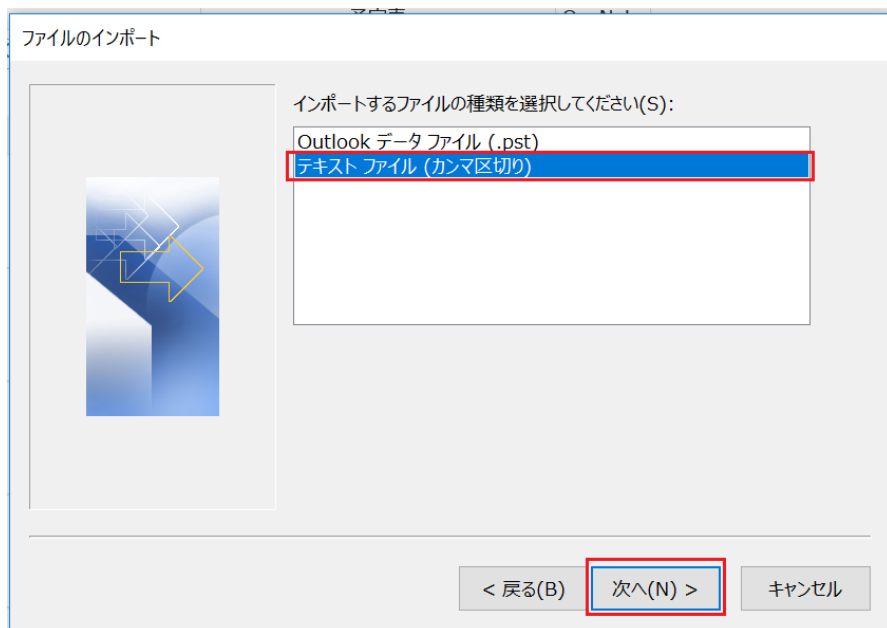 ファイルのインポート
インポートするファイルの種類を選択してください(S):
Outlook データ ファイル (.pst)
テキスト ファイル (カンマ区切り)
< 戻る(B)
次へ(N) >
キャンセル